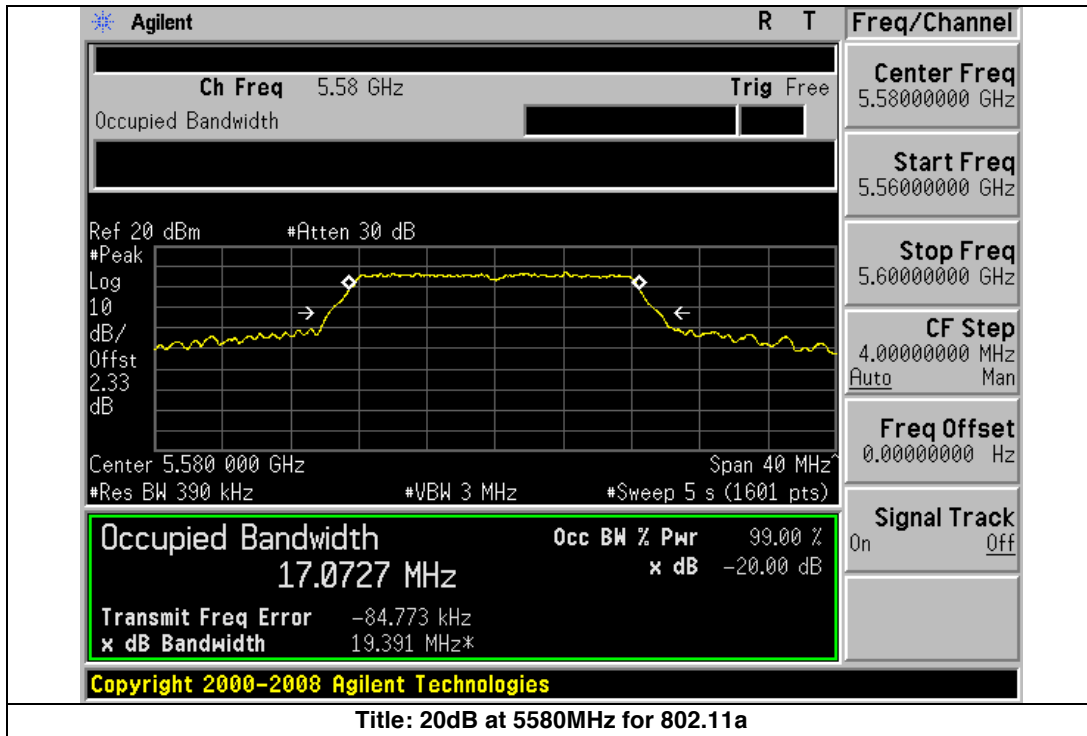 Agilent R T
Ch Freq 5.58 GHz Trig Free
Occupied Bandwidth
Ref 20 dBm #Atten 30 dB
#Peak
Log
10
dB/
Offst
2.33
dB
Center 5.580 000 GHz Span 40 MHz^
#Res BW 390 kHz #VBW 3 MHz #Sweep 5 s (1601 pts)
Occupied Bandwidth Occ BW % Pwr 99.00 %
17.0727 MHz x dB -20.00 dB
Transmit Freq Error -84.773 kHz
x dB Bandwidth 19.391 MHz*
Copyright 2000-2008 Agilent Technologies
Freq/Channel
Center Freq
5.58000000 GHz
Start Freq
5.56000000 GHz
Stop Freq
5.60000000 GHz
CF Step
4.00000000 MHz
Auto Man
Freq Offset
0.00000000 Hz
Signal Track
On Off
Title: 20dB at 5580MHz for 802.11a